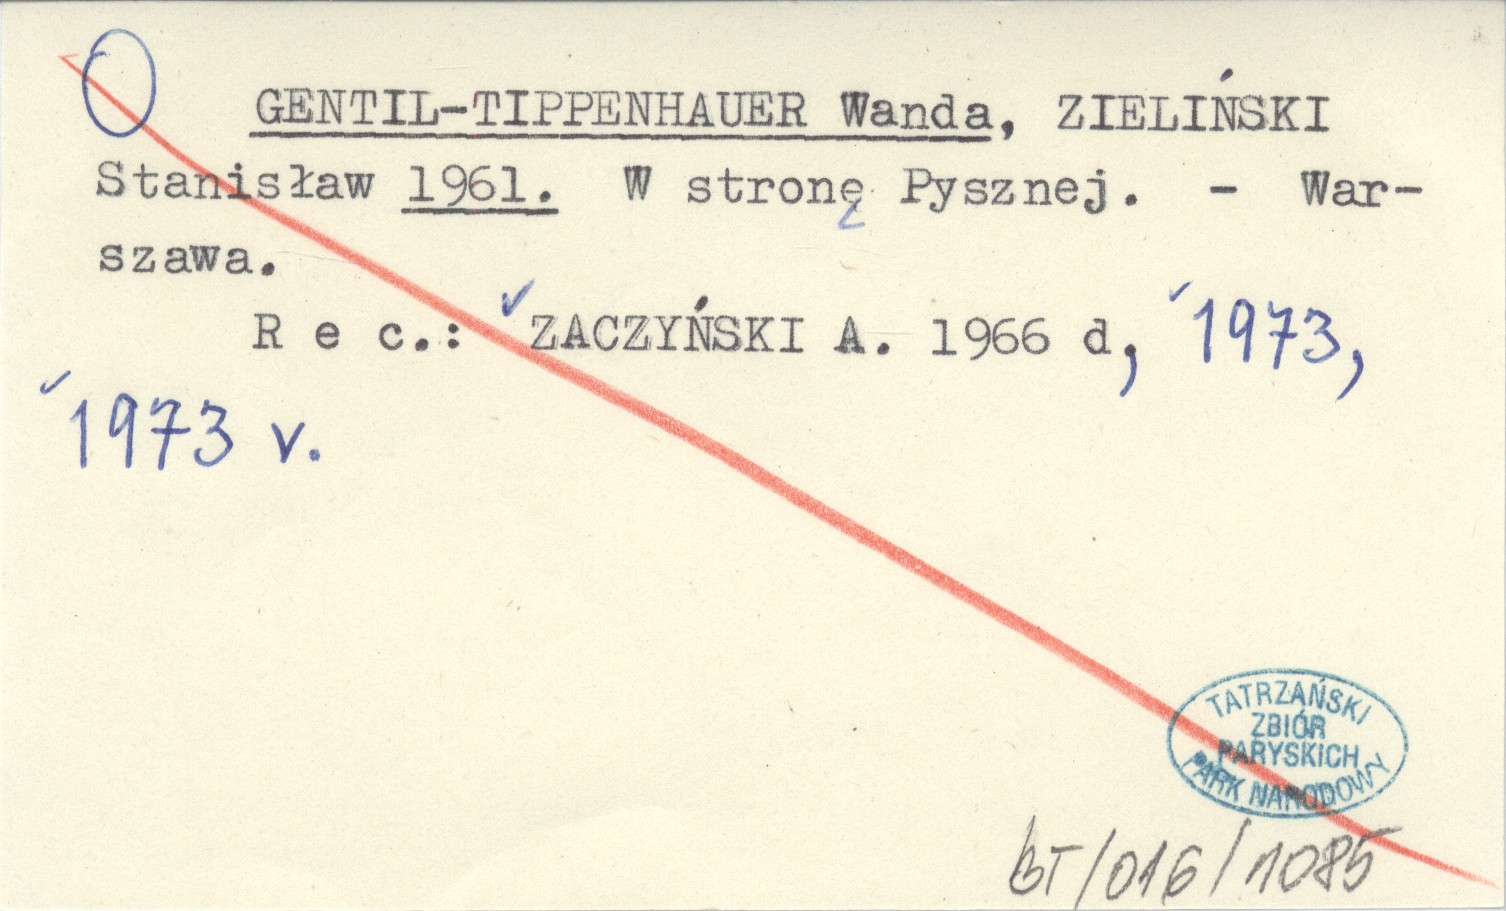 GENTIL-TIPPENHAUER Wanda, ZIELIŃSKI
Stanisław 1961. W stronę Pysznej. - War-
szawa.
R e c.: ZACZYŃSKI A. 1966 d, 1973,
1973 v.
TATRZAŃSKI
ZBIÓR
PARYSKICH
PARK NARODOWY
BT/016/1085